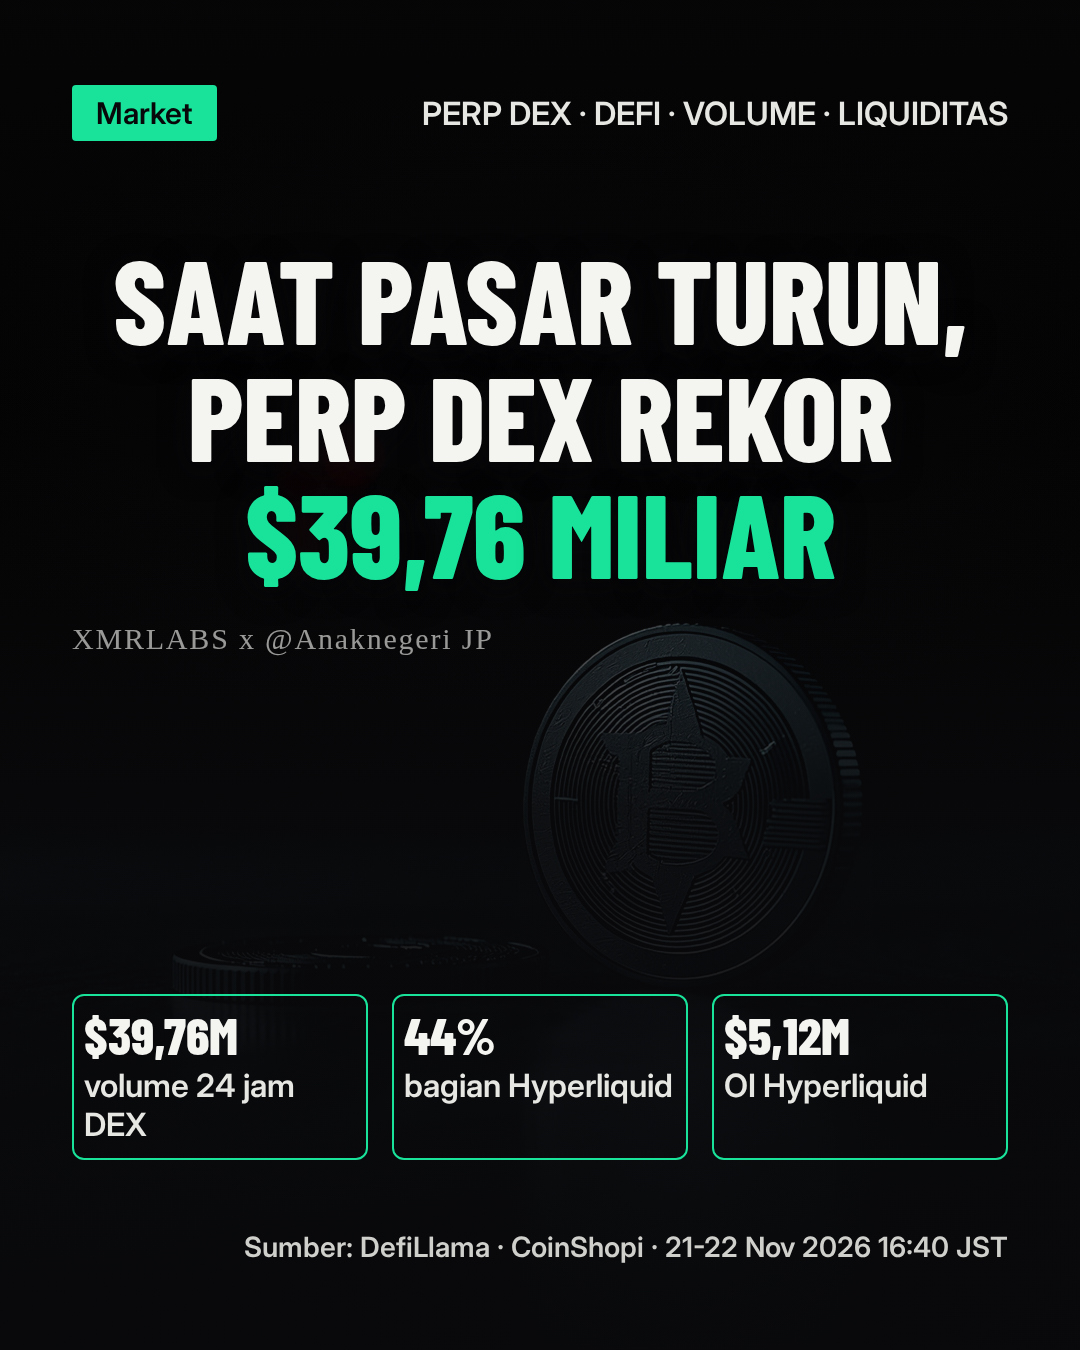 Market
PERP DEX · DEFI · VOLUME · LIQUIDITAS
SAAT PASAR TURUN,
PERP DEX REKOR
$39,76 MILIAR
XMRLABS x @Anaknegeri JP
$39,76M
volume 24 jam
DEX
44%
bagian Hyperliquid
$5,12M
OI Hyperliquid
Sumber: DefiLlama · CoinShopi · 21-22 Nov 2026 16:40 JST